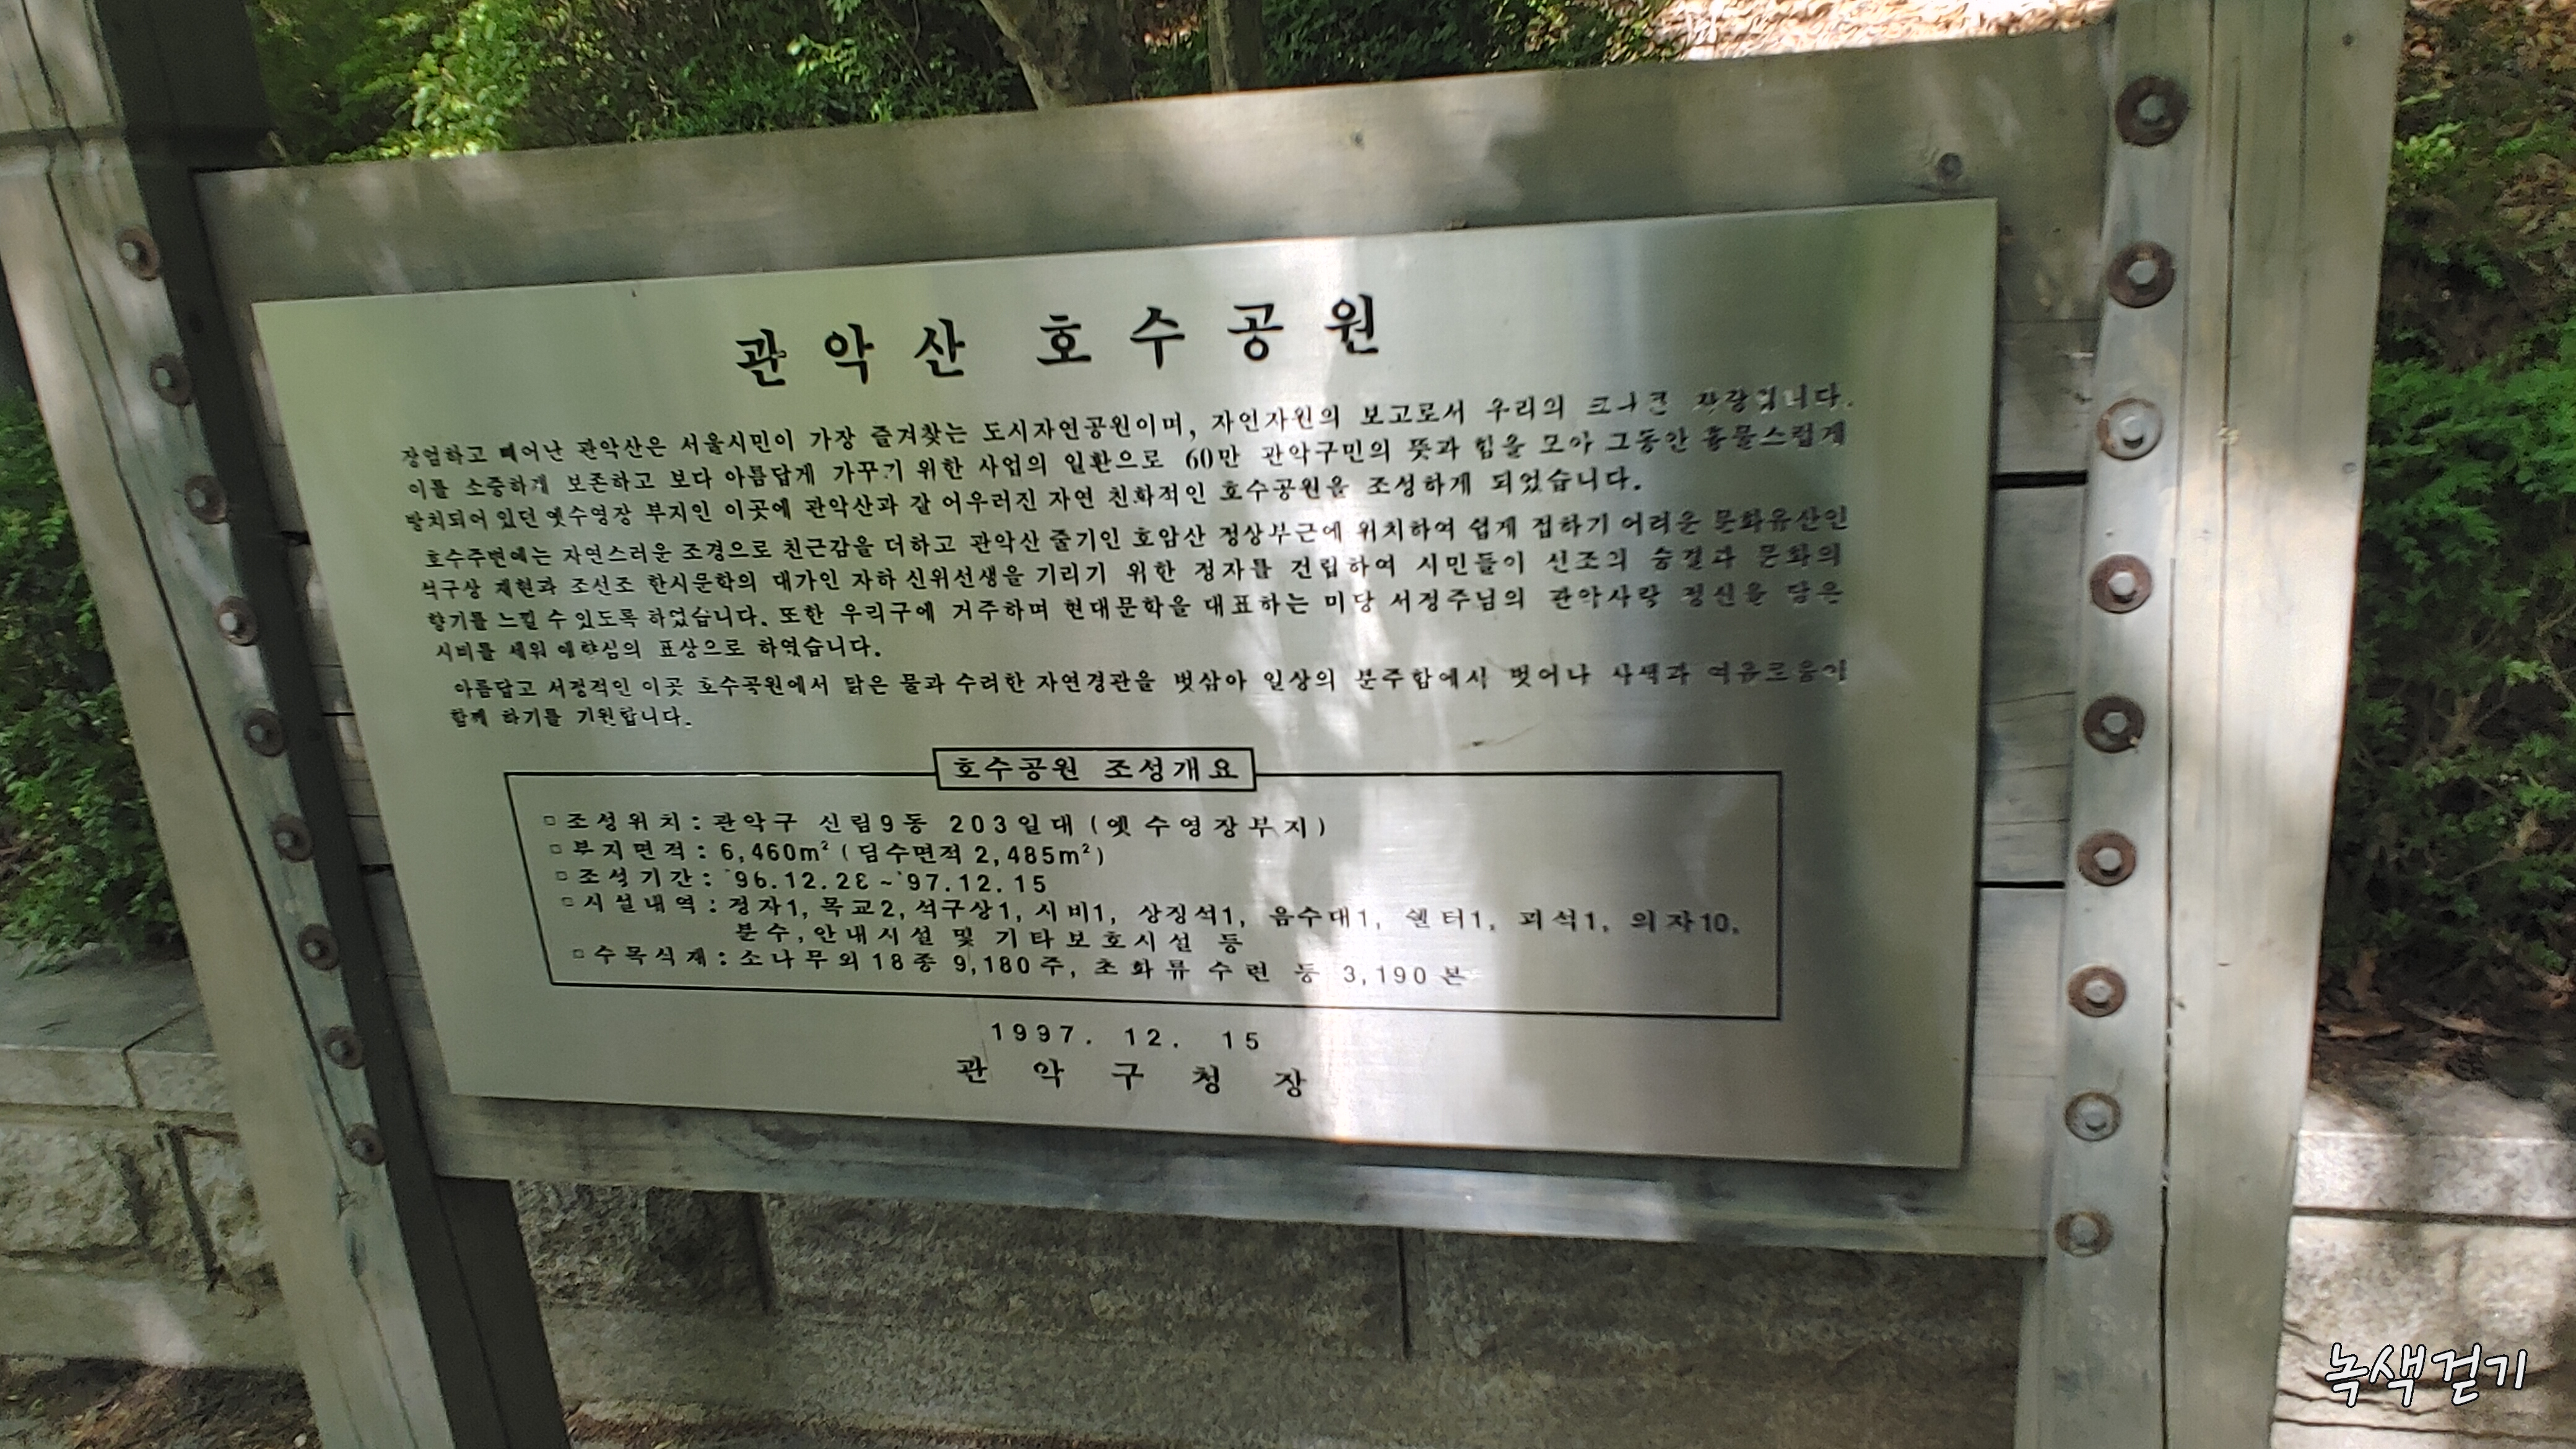 관악산 호수공원
장엄하고 빼어난 관악산은 서울시민이 가장 즐겨찾는 도시자연공원이며, 자인자원의 보고로서 우리의 크나큰 자랑입니다.
이를 소중하게 보존하고 보다 아름답게 가꾸기 위한 사업의 일환으로 60만 관악구민의 뜻과 힘을 모아 그동안 흉물스럽게
방치되어 있던 옛수영장 부지인 이곳에 관악산과 잘 어우러진 자연 친화적인 호수공원을 조성하게 되었습니다.
호수주변에는 자연스러운 조경으로 친근감을 더하고 관악산 줄기인 호암산 정상부근에 위치하여 쉽게 접하기 어려운 문화유산인
석구상 재현과 조선조 한시문학의 대가인 자하 신위선생을 기리기 위한 정자를 건립하여 시민들이 선조의 숨결과 문화의
향기를 느낄 수 있도록 하였습니다. 또한 우리구에 거주하며 현대문학을 대표하는 미당 서정주님의 관악사랑 정신을 담은
시비를 세워 애향심의 표상으로 하였습니다.
아름답고 서정적인 이곳 호수공원에서 맑은 물과 수려한 자연경관을 벗삼아 일상의 분주함에서 벗어나 사색과 여유로움이
함께 하기를 기원합니다.
호수공원 조성개요
□ 조성위치 : 관악구 신림9동 203일대 (옛 수영장부지)
□ 부지면적 : 6,460m² (담수면적 2,485m²)
□ 조성기간 : '96.12.28 ~ '97.12.15
□ 시설내역 : 정자1, 목교2, 석구상1, 시비1, 상징석1, 음수대1, 쉘터1, 괴석1, 의자10,
분수, 안내시설 및 기타보호시설 등
□ 수목식재 : 소나무외 18종 9,180주, 초화류 수련 등 3,190본
1997. 12. 15
관악구청장
녹색걷기